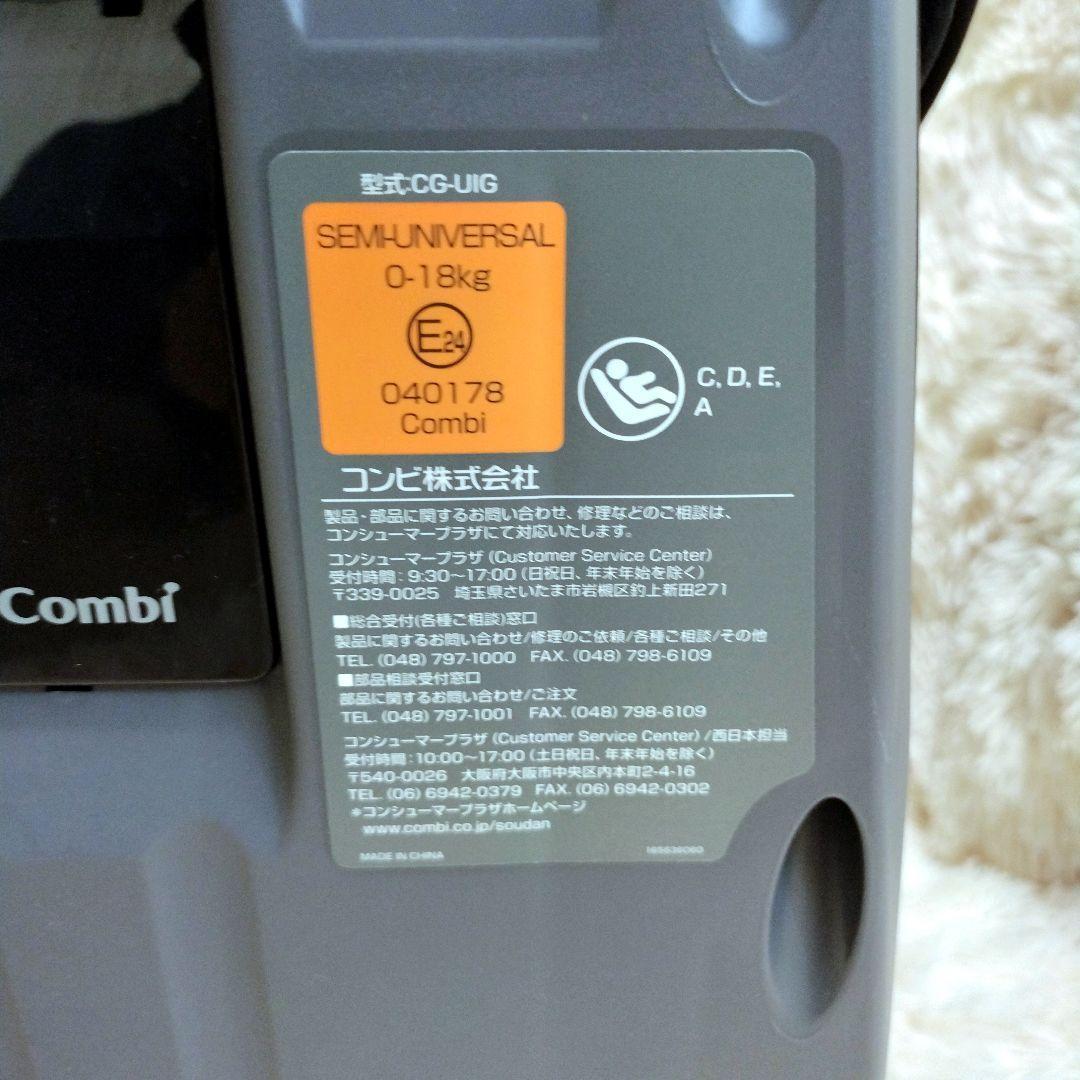 型式:CG-UIG
SEMI-UNIVERSAL
0-18kg
E24
040178
Combi
C, D, E,
A
コンビ株式会社
製品・部品に関するお問い合わせ、修理などのご相談は、
コンシューマープラザにて対応いたします。
コンシューマープラザ (Customer Service Center)
受付時間:9:30〜17:00(日祝日、年末年始を除く)
〒339-0025 埼玉県さいたま市岩槻区釣上新田271
■総合受付(各種ご相談)窓口
製品に関するお問い合わせ/修理のご依頼/各種ご相談/その他
TEL. (048) 797-1000 FAX. (048) 798-6109
■部品相談受付窓口
部品に関するお問い合わせ/ご注文
TEL. (048) 797-1001 FAX. (048) 798-6109
コンシューマープラザ (Customer Service Center) /西日本担当
受付時間:10:00〜17:00(土日祝日、年末年始を除く)
〒540-0026 大阪府大阪市中央区内本町2-4-16
TEL. (06) 6942-0379 FAX. (06) 6942-0302
*コンシューマープラザホームページ
www.combi.co.jp/soudan
MADE IN CHINA
Combi